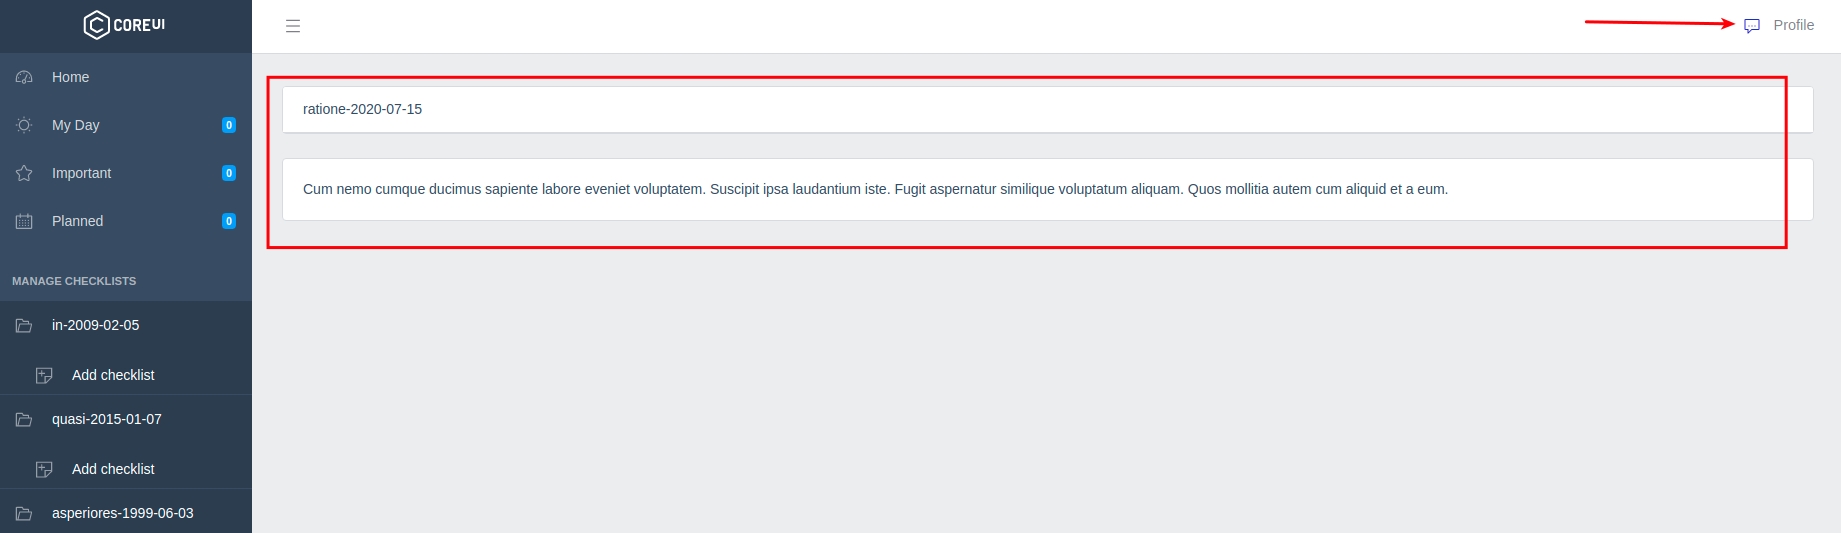 COREUI
Profile
Home
My Day 0
Important 0
Planned 0
MANAGE CHECKLISTS
in-2009-02-05
Add checklist
quasi-2015-01-07
Add checklist
asperiores-1999-06-03
ratione-2020-07-15
Cum nemo cumque ducimus sapiente labore eveniet voluptatem. Suscipit ipsa laudantium iste. Fugit aspernatur similique voluptatum aliquam. Quos mollitia autem cum aliquid et a eum.